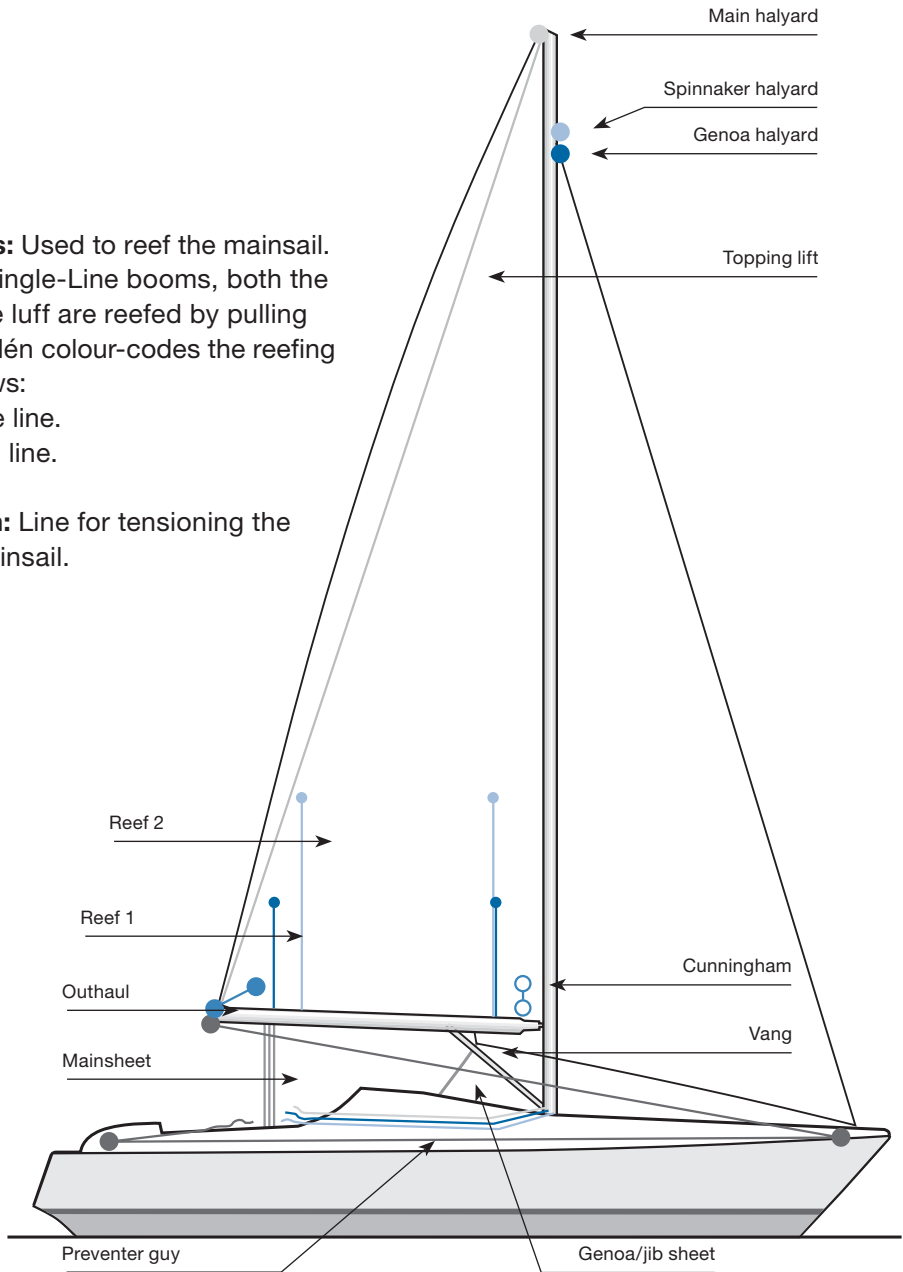 Main halyard
Spinnaker halyard
Genoa halyard
s: Used to reef the mainsail.
ingle-Line booms, both the
e luff are reefed by pulling
dén colour-codes the reefing
ws:
e line.
line.
n: Line for tensioning the
insail.
Topping lift
Reef 2
Reef 1
Outhaul
Mainsheet
Cunningham
Vang
Preventer guy
Genoa/jib sheet